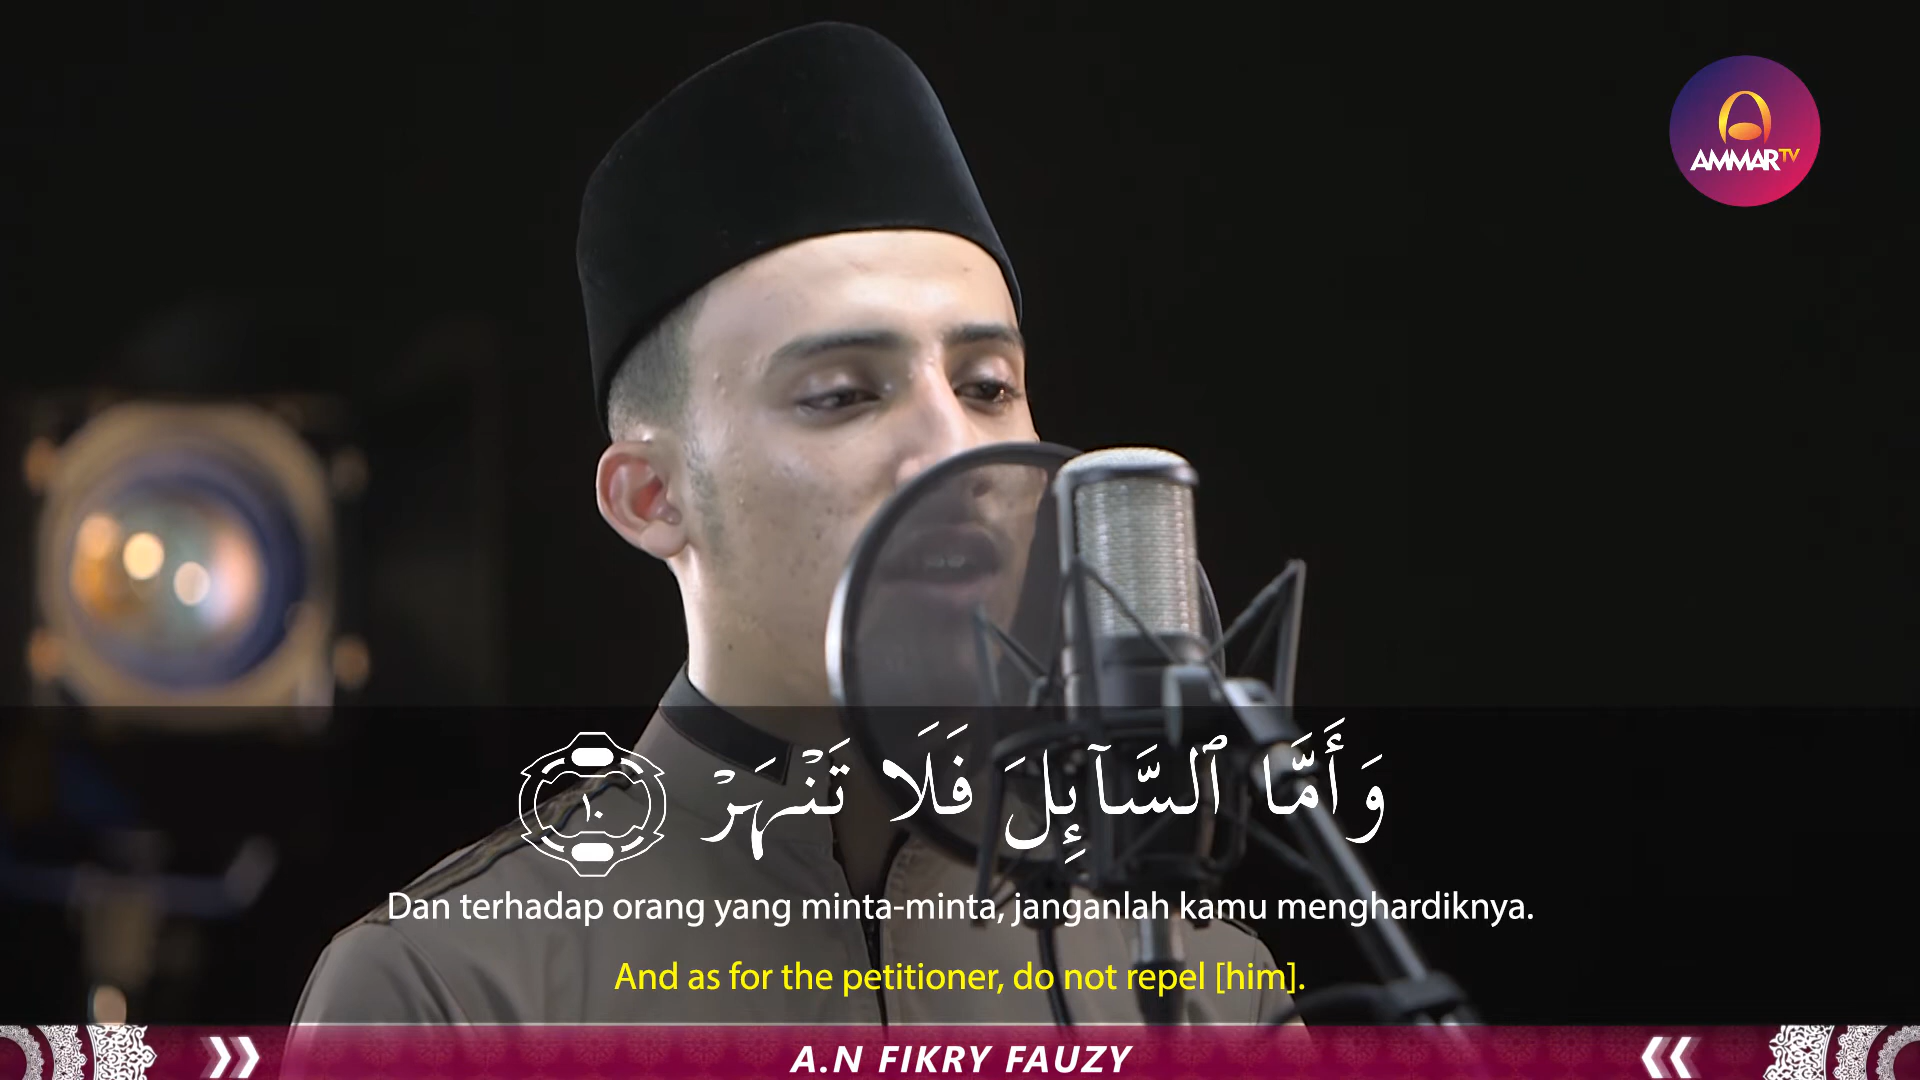 AMMAR TV
وَأَمَّا ٱلسَّآئِلَ فَلَا تَنْهَرْ ١٠
Dan terhadap orang yang minta-minta, janganlah kamu menghardiknya.
And as for the petitioner, do not repel [him].
A.N FIKRY FAUZY